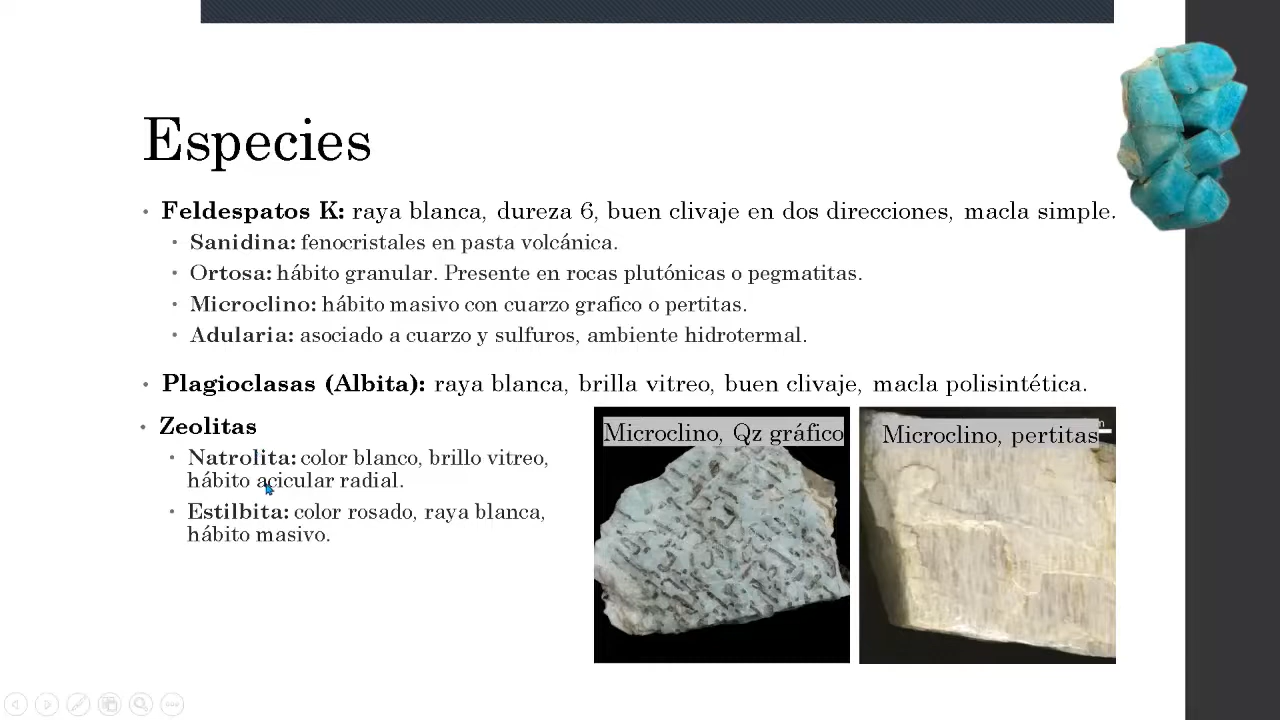 Especies
• Feldespatos K: raya blanca, dureza 6, buen clivaje en dos direcciones, macla simple.
• Sanidina: fenocristales en pasta volcánica.
• Ortosa: hábito granular. Presente en rocas plutónicas o pegmatitas.
• Microclino: hábito masivo con cuarzo grafico o pertitas.
• Adularia: asociado a cuarzo y sulfuros, ambiente hidrotermal.
• Plagioclasas (Albita): raya blanca, brilla vitreo, buen clivaje, macla polisintética.
• Zeolitas
• Natrolita: color blanco, brillo vitreo,
hábito acicular radial.
• Estilbita: color rosado, raya blanca,
hábito masivo.
Microclino, Qz gráfico
Microclino, pertitas